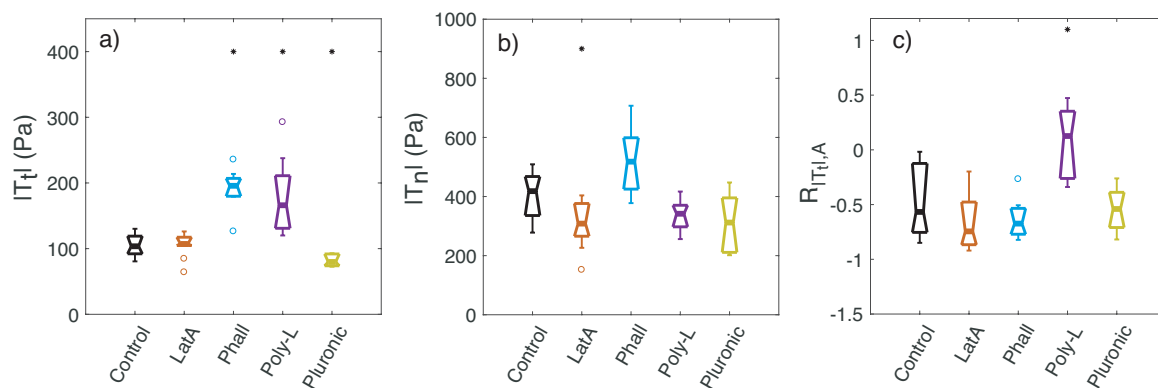 a)
|Tt| (Pa)
400
300
200
100
0
Control
LatA
Phall
Poly-L
Pluronic
*
*
*
b)
|Tn| (Pa)
1000
800
600
400
200
0
Control
LatA
Phall
Poly-L
Pluronic
*
c)
R|Tt|,A
1
0.5
0
-0.5
-1
-1.5
Control
LatA
Phall
Poly-L
Pluronic
*